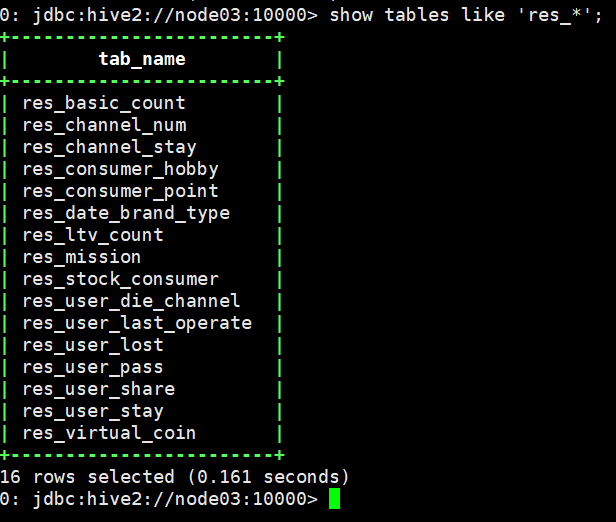 0: jdbc:hive2://node03:10000> show tables like 'res_*';
+------------------------+
| tab_name |
+------------------------+
| res_basic_count |
| res_channel_num |
| res_channel_stay |
| res_consumer_hobby |
| res_consumer_point |
| res_date_brand_type |
| res_ltv_count |
| res_mission |
| res_stock_consumer |
| res_user_die_channel |
| res_user_last_operate |
| res_user_lost |
| res_user_pass |
| res_user_share |
| res_user_stay |
| res_virtual_coin |
+------------------------+
16 rows selected (0.161 seconds)
0: jdbc:hive2://node03:10000>